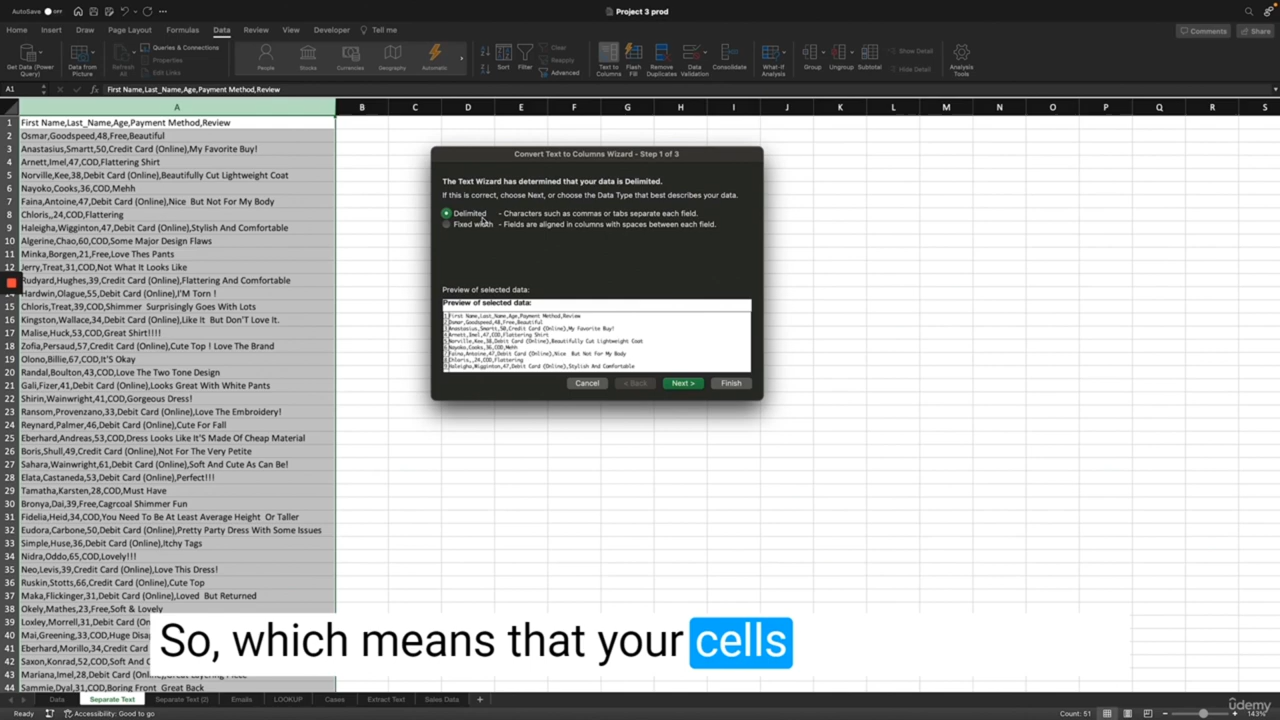 AutoSave OFF
Project 3 prod
Home Insert Draw Page Layout Formulas Data Review View Developer Tell me
Comments Share
Get Data (Power Query)
Data from Picture
Refresh All
Queries & Connections
Properties
Edit Links
People
Stocks
Currencies
Geography
Automatic
Sort
Filter
Clear
Reapply
Advanced
Text to Columns
Flash Fill
Remove Duplicates
Data Validation
Consolidate
What-If Analysis
Group
Ungroup
Subtotal
Show Detail
Hide Detail
Analysis Tools
A1 fx First Name,Last_Name,Age,Payment Method,Review
A B C D E F G H I J K L M N O P Q R S
1 First Name,Last_Name,Age,Payment Method,Review
2 Osmar,Goodspeed,48,Free,Beautiful
3 Anastasius,Smartt,50,Credit Card (Online),My Favorite Buy!
4 Arnett,Imel,47,COD,Flattering Shirt
5 Norville,Kee,38,Debit Card (Online),Beautifully Cut Lightweight Coat
6 Nayoko,Cooks,36,COD,Mehh
7 Faina,Antoine,47,Debit Card (Online),Nice But Not For My Body
8 Chloris,,24,COD,Flattering
9 Haleigha,Wigginton,47,Debit Card (Online),Stylish And Comfortable
10 Algerine,Chao,60,COD,Some Major Design Flaws
11 Minka,Borgen,21,Free,Love Thes Pants
12 Jerry,Treat,31,COD,Not What It Looks Like
Rudyard,Hughes,39,Credit Card (Online),Flattering And Comfortable
14 Hardwin,Olague,55,Debit Card (Online),I'M Torn !
15 Chloris,Treat,39,COD,Shimmer Surprisingly Goes With Lots
16 Kingston,Wallace,34,Debit Card (Online),Like It But Don'T Love It.
17 Malise,Huck,53,COD,Great Shirt!!!!
18 Zofia,Persaud,57,Debit Card (Online),Cute Top ! Love The Brand
19 Olono,Billie,67,COD,It'S Okay
20 Randal,Boulton,43,COD,Love The Two Tone Design
21 Gali,Fizer,41,Debit Card (Online),Looks Great With White Pants
22 Shirin,Wainwright,41,COD,Gorgeous Dress!
23 Ransom,Provenzano,33,Debit Card (Online),Love The Embroidery!
24 Reynard,Palmer,46,Debit Card (Online),Cute For Fall
25 Eberhard,Andreas,53,COD,Dress Looks Like It'S Made Of Cheap Material
26 Boris,Shull,49,Credit Card (Online),Not For The Very Petite
27 Sahara,Wainwright,61,Debit Card (Online),Soft And Cute As Can Be!
28 Elata,Castaneda,53,Debit Card (Online),Perfect!!!
29 Tamatha,Karsten,28,COD,Must Have
30 Bronya,Dai,39,Free,Cagrcoal Shimmer Fun
31 Fidelia,Heid,34,COD,You Need To Be At Least Average Height Or Taller
32 Eudora,Carbone,50,Debit Card (Online),Pretty Party Dress With Some Issues
33 Simple,Huse,36,Debit Card (Online),Itchy Tags
34 Nidra,Oddo,65,COD,Lovely!!!
35 Neo,Levis,39,Credit Card (Online),Love This Dress!
36 Ruskin,Stotts,66,Credit Card (Online),Cute Top
37 Maka,Flickinger,31,Debit Card (Online),Loved But Returned
38 Okely,Mathes,23,Free,Soft & Lovely
39 Loxley,Morrell,31,Debit
40 Mai,Greening,33,COD,Huge Disap
41 Marlow,
42 Saxon,Konrad,52,COD,Soft And Co
43 Mariana,Imel,28,Debit Card
44 Sammie,Dyal,31,COD,Boring Front Great Back
Convert Text to Columns Wizard - Step 1 of 3
The Text Wizard has determined that your data is Delimited.
If this is correct, choose Next, or choose the Data Type that best describes your data.
Delimited - Characters such as commas or tabs separate each field.
Fixed width - Fields are aligned in columns with spaces between each field.
Preview of selected data:
Preview of selected data:
1 First Name,Last_Name,Age,Payment Method,Review
2 Osmar,Goodspeed,48,Free,Beautiful
3 Anastasius,Smartt,50,Credit Card (Online),My Favorite Buy!
4 Arnett,Imel,47,COD,Flattering Shirt
5 Norville,Kee,38,Debit Card (Online),Beautifully Cut Lightweight Coat
6 Nayoko,Cooks,36,COD,Mehh
7 Faina,Antoine,47,Debit Card (Online),Nice But Not For My Body
8 Chloris,,24,COD,Flattering
9 Haleigha,Wigginton,47,Debit Card (Online),Stylish And Comfortable
Cancel < Back Next > Finish
So, which means that your cells
Data Separate Text Separate Text (2) Emails LOOKUP Cases Extract Text Sales Data +
Ready Accessibility: Good to go Count: 51 143%
udemy